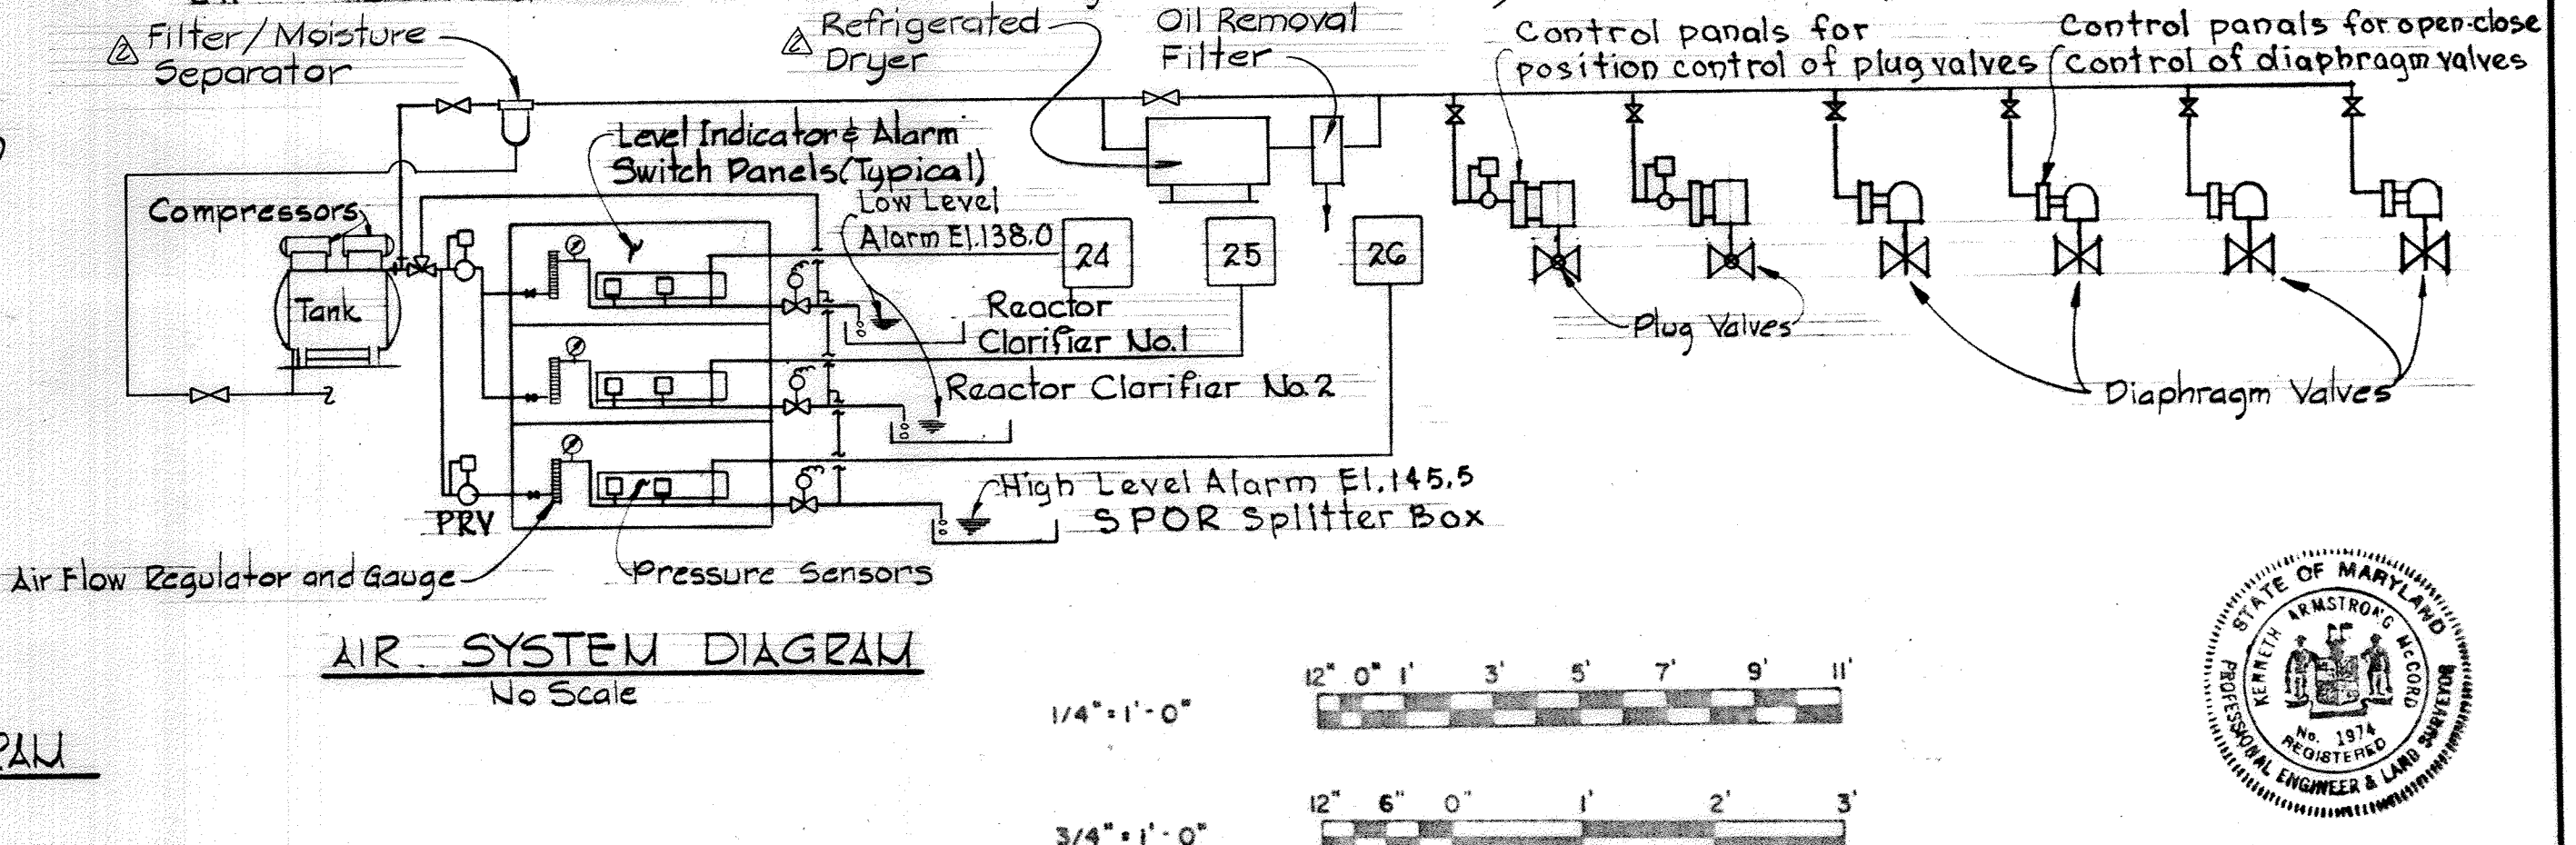 Filter/Moisture
Separator
2
Refrigerated
Dryer
2
Oil Removal
Filter
Control panals for
position control of plug valves
Control panals for open-close
control of diaphragm valves
Level Indicator & Alarm
Switch Panels (Typical)
Low Level
Alarm El. 138.0
Compressors
Tank
24
25
26
Reactor
Clarifier No. 1
Reactor Clarifier No. 2
Plug Valves
Diaphragm Valves
High Level Alarm El. 145.5
SPOR Splitter Box
PRV
Air Flow Regulator and Gauge
Pressure Sensors
AIR SYSTEM DIAGRAM
No Scale
RAM
1/4" = 1'-0"
12" 0" 1' 3' 5' 7' 9' 11'
3/4" = 1'-0"
12" 6" 0" 1' 2' 3'
STATE OF MARYLAND
KENNETH ARMSTRONG McCORD
No. 1974
REGISTERED
PROFESSIONAL ENGINEER & LAND SURVEYOR